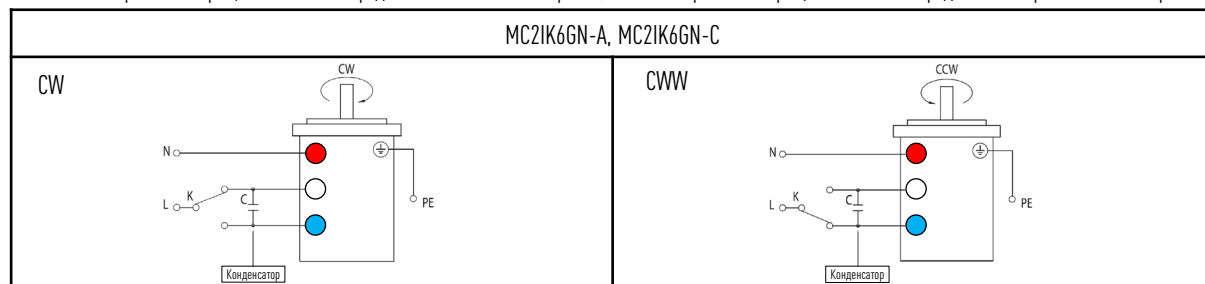 MC2IK6GN-A, MC2IK6GN-C
CW
CW
N
L
K
C
PE
Конденсатор
CWW
CCW
N
L
K
C
PE
Конденсатор